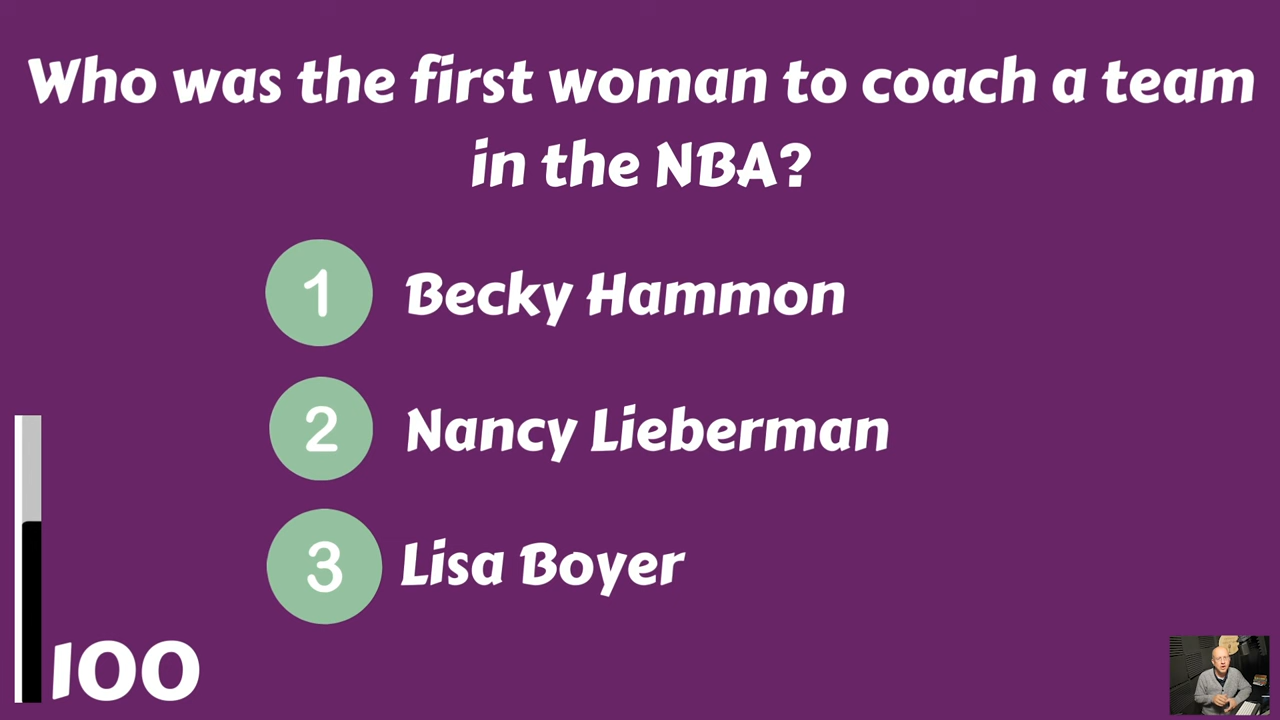 Who was the first woman to coach a team
in the NBA?
1 Becky Hammon
2 Nancy Lieberman
3 Lisa Boyer
100